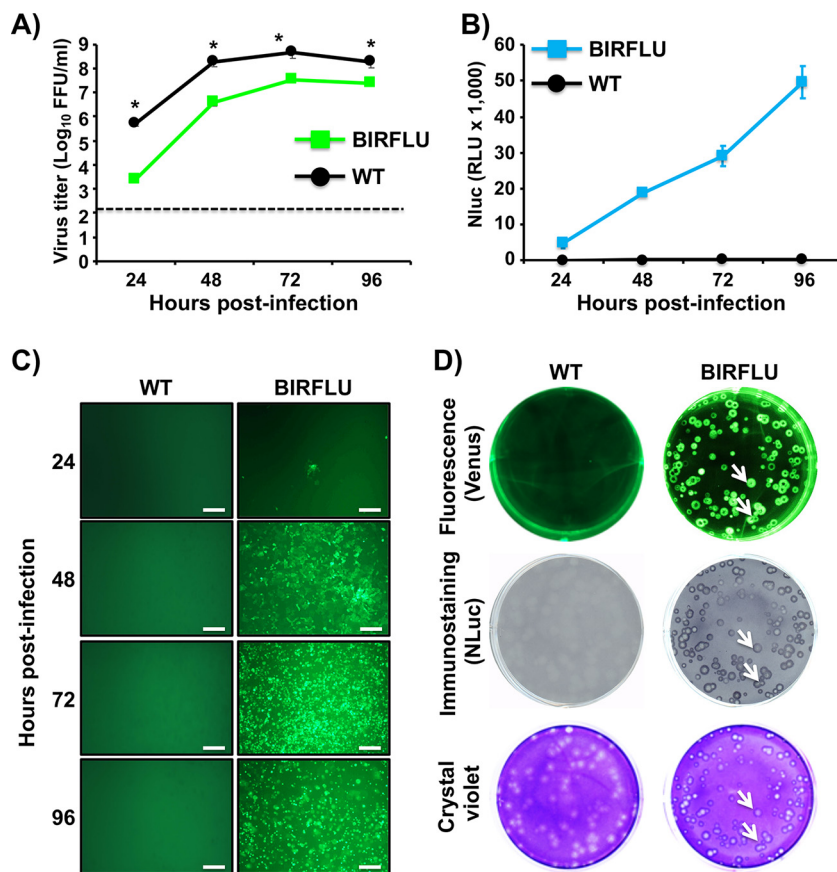 A)
Virus titer (Log10 FFU/ml)
9
8
7
6
5
4
3
2
1
0
*
*
*
*
BIRFLU
WT
24
48
72
96
Hours post-infection
B)
Nluc (RLU x 1,000)
60
50
40
30
20
10
0
BIRFLU
WT
24
48
72
96
Hours post-infection
C)
WT
BIRFLU
Hours post-infection
24
48
72
96
D)
WT
BIRFLU
Fluorescence
(Venus)
Immunostaining
(NLuc)
Crystal
violet